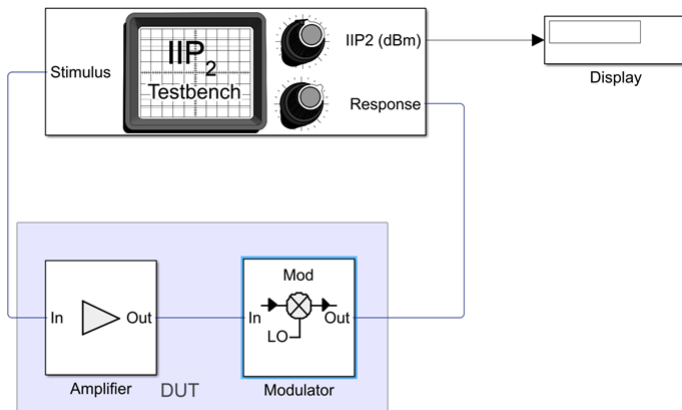 IIP2
Testbench
Stimulus
IIP2 (dBm)
Response
Display
Mod
In
Out
In
Out
LO
Amplifier
DUT
Modulator